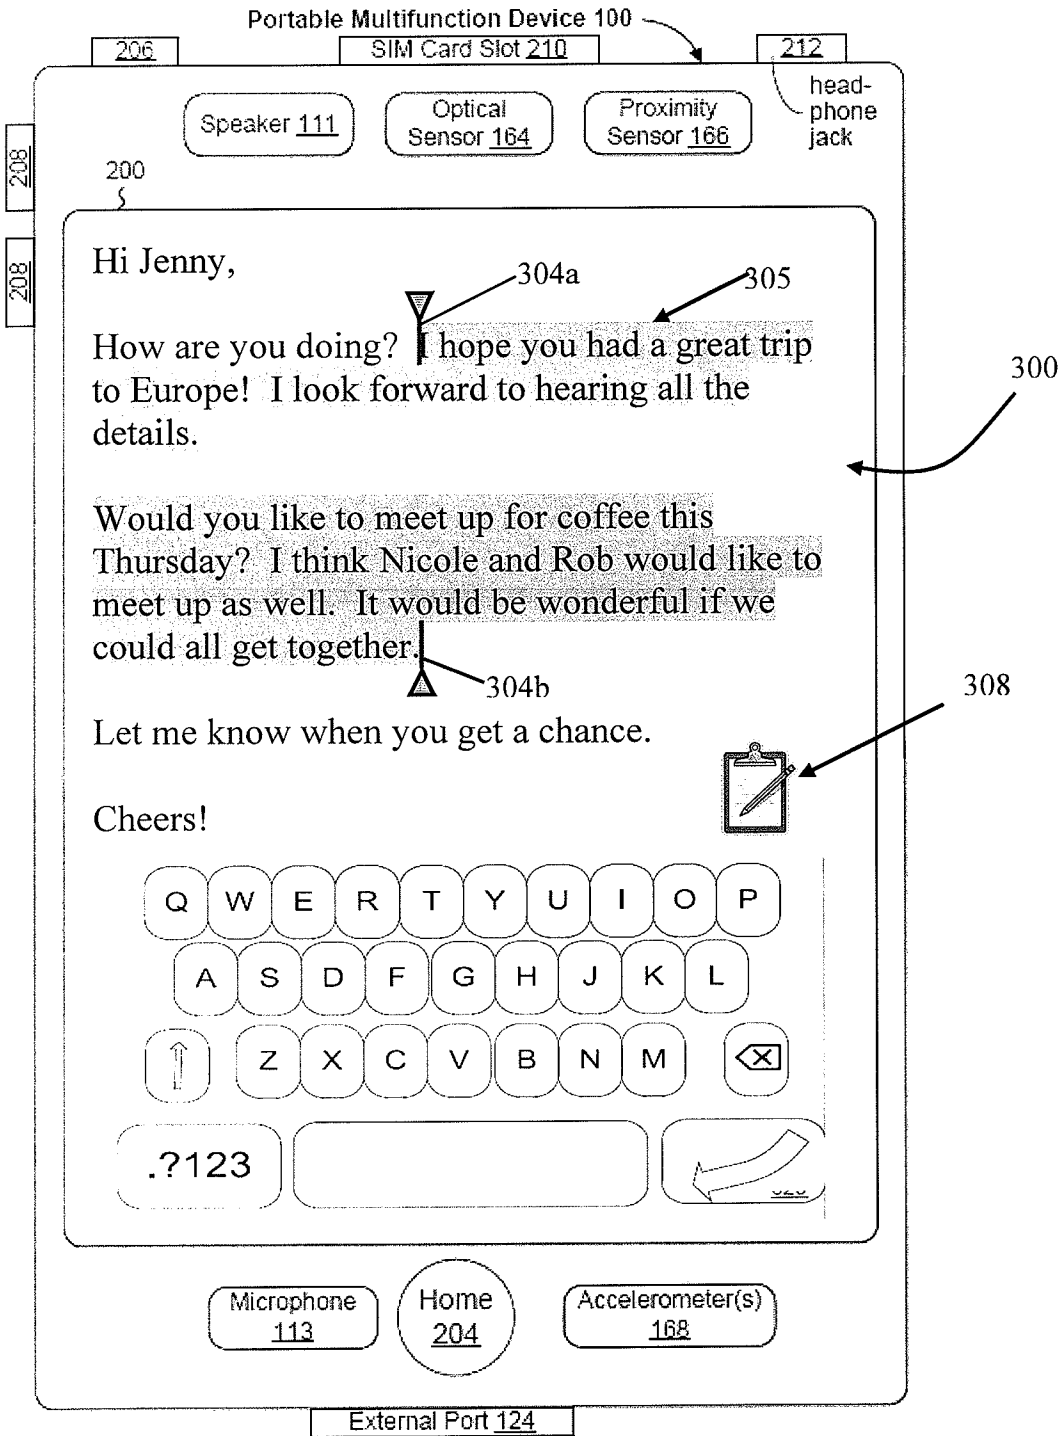 Portable Multifunction Device 100
206
SIM Card Slot 210
212
head-
phone
jack
Speaker 111
Optical
Sensor 164
Proximity
Sensor 166
208
200
208
Hi Jenny,
304a
305
How are you doing?  I hope you had a great trip
to Europe!  I look forward to hearing all the
details.
300
Would you like to meet up for coffee this
Thursday?  I think Nicole and Rob would like to
meet up as well.  It would be wonderful if we
could all get together.
304b
308
Let me know when you get a chance.
Cheers!
Q W E R T Y U I O P
A S D F G H J K L
Z X C V B N M
.?123
Microphone
113
Home
204
Accelerometer(s)
168
External Port 124